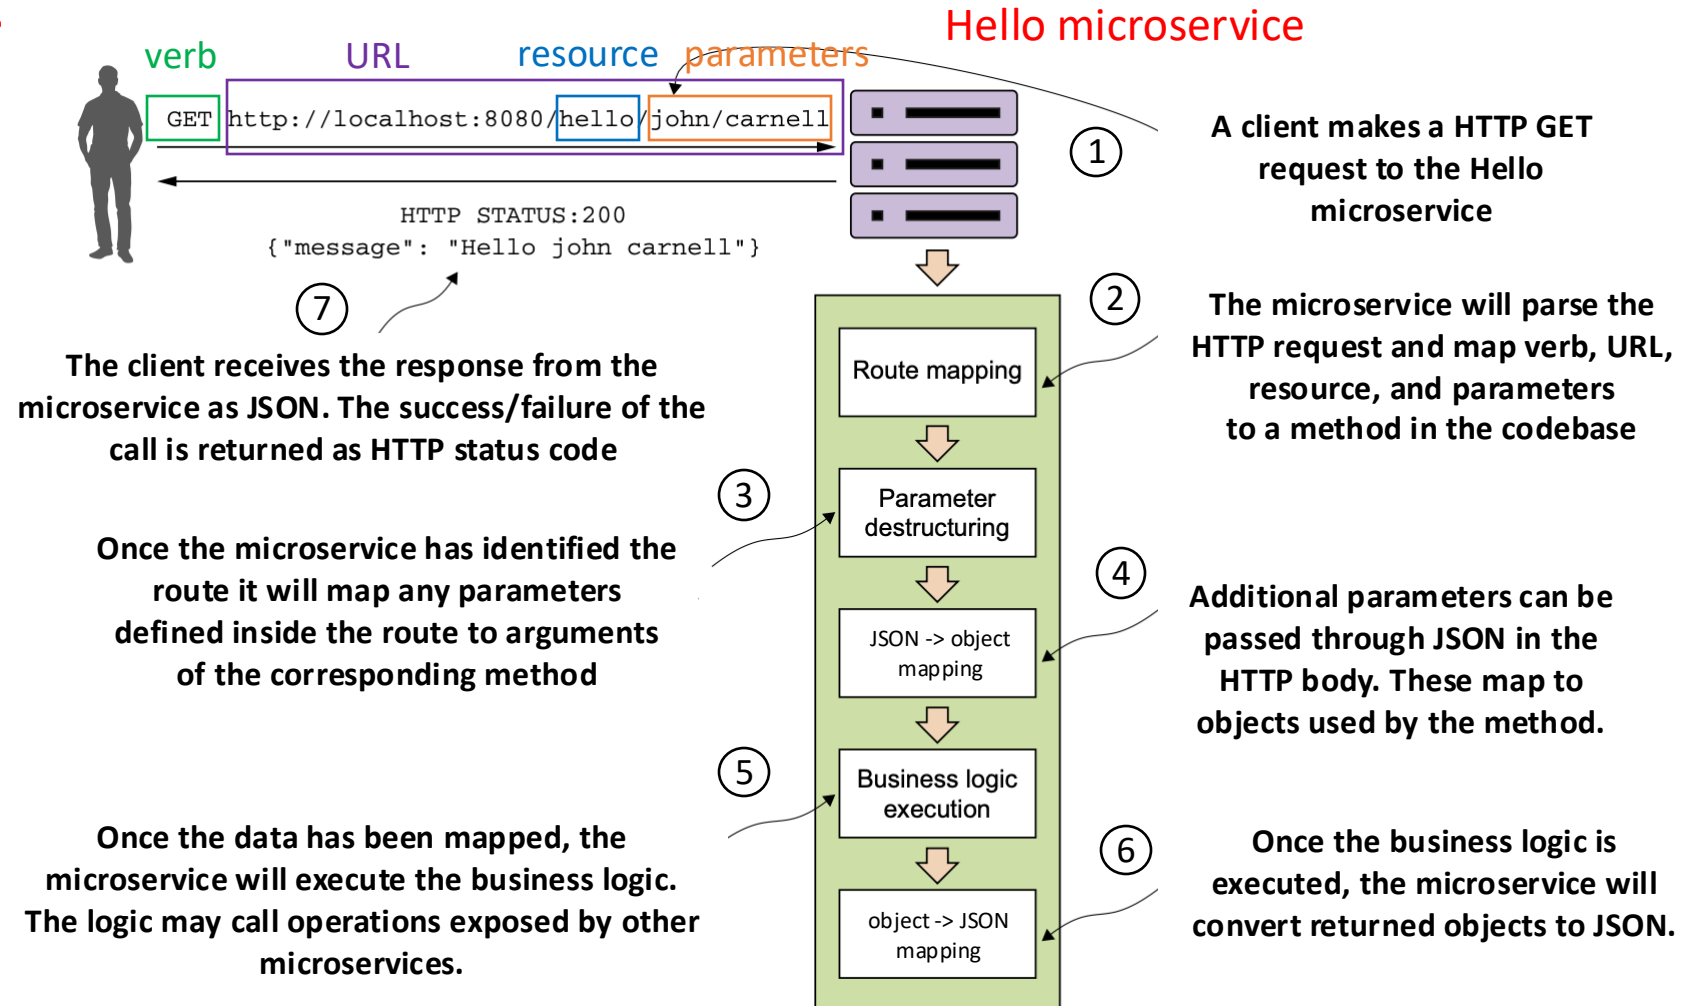 Hello microservice
verb
URL
resource
parameters
GET http://localhost:8080/hello/john/carnell
HTTP STATUS:200
{"message": "Hello john carnell"}
1
A client makes a HTTP GET
request to the Hello
microservice
2
The microservice will parse the
HTTP request and map verb, URL,
resource, and parameters
to a method in the codebase
Route mapping
7
The client receives the response from the
microservice as JSON. The success/failure of the
call is returned as HTTP status code
3
Once the microservice has identified the
route it will map any parameters
defined inside the route to arguments
of the corresponding method
Parameter
destructuring
4
Additional parameters can be
passed through JSON in the
HTTP body. These map to
objects used by the method.
JSON -> object
mapping
5
Once the data has been mapped, the
microservice will execute the business logic.
The logic may call operations exposed by other
microservices.
Business logic
execution
6
Once the business logic is
executed, the microservice will
convert returned objects to JSON.
object -> JSON
mapping